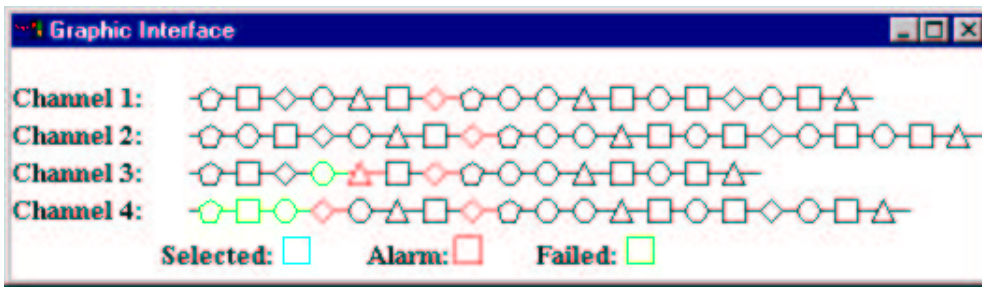 Graphic Interface
Channel 1:
Channel 2:
Channel 3:
Channel 4:
Selected: Alarm: Failed: